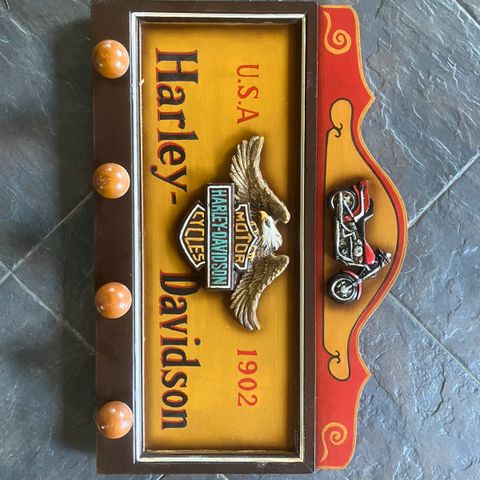 U.S.A 1902
MOTOR
HARLEY-DAVIDSON
CYCLES
Harley-Davidson